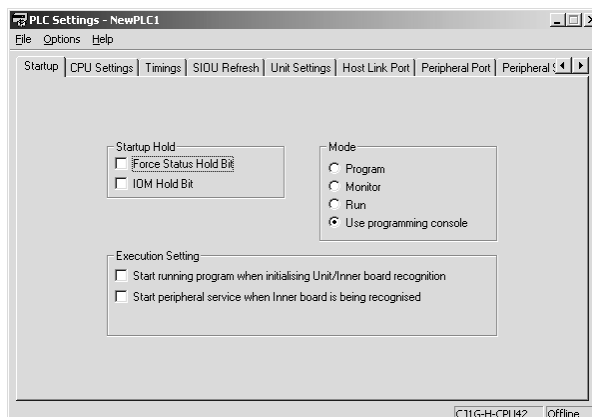 PLC Settings - NewPLC1
File Options Help
Startup CPU Settings Timings SIOU Refresh Unit Settings Host Link Port Peripheral Port Peripheral
Startup Hold
Force Status Hold Bit
IOM Hold Bit
Mode
Program
Monitor
Run
Use programming console
Execution Setting
Start running program when initialising Unit/Inner board recognition
Start peripheral service when Inner board is being recognised
CJ1G-H-CPU42 Offline